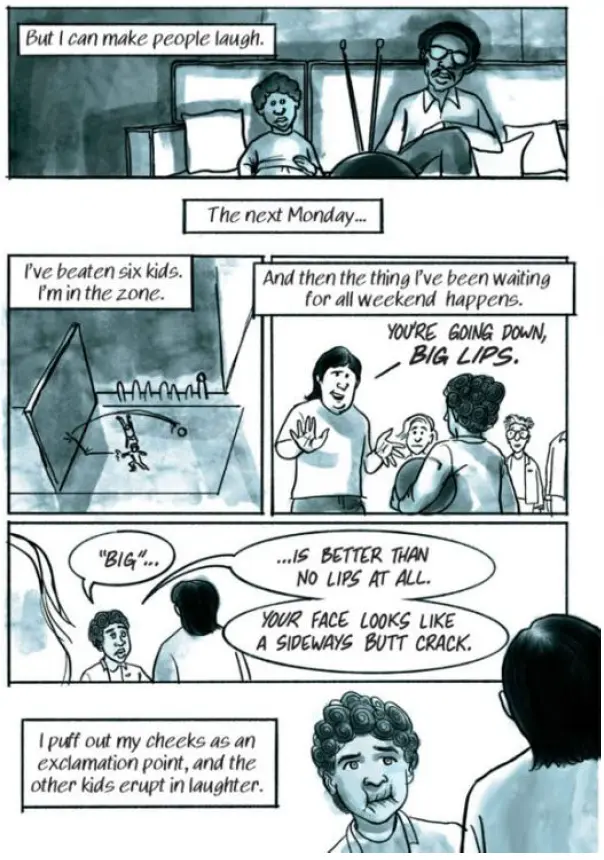 But I can make people laugh.
The next Monday...
I've beaten six kids.
I'm in the zone.
And then the thing I've been waiting
for all weekend happens.
YOU'RE GOING DOWN,
BIG LIPS.
"BIG"...
...IS BETTER THAN
NO LIPS AT ALL.
YOUR FACE LOOKS LIKE
A SIDEWAYS BUTT CRACK.
I puff out my cheeks as an
exclamation point, and the
other kids erupt in laughter.